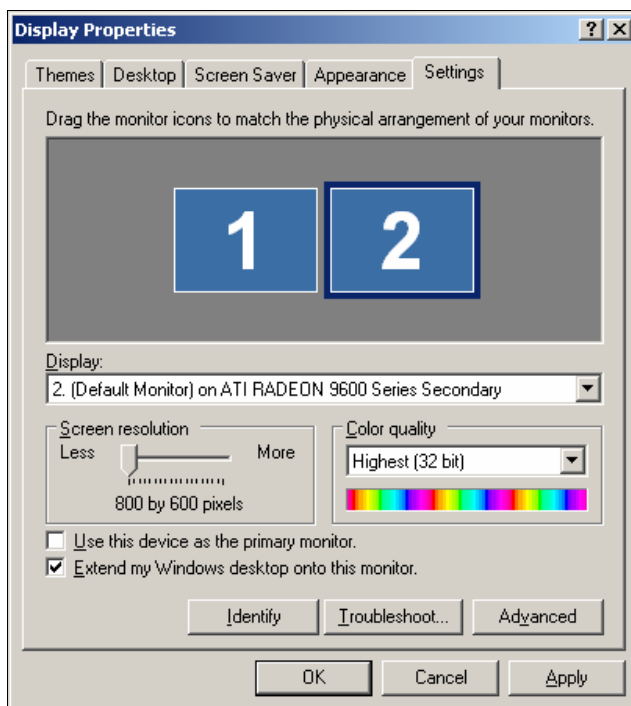 Display Properties
Themes Desktop Screen Saver Appearance Settings
Drag the monitor icons to match the physical arrangement of your monitors.
1 2
Display:
2. (Default Monitor) on ATI RADEON 9600 Series Secondary
Screen resolution
Less More
800 by 600 pixels
Color quality
Highest (32 bit)
Use this device as the primary monitor.
Extend my Windows desktop onto this monitor.
Identify Troubleshoot... Advanced
OK Cancel Apply